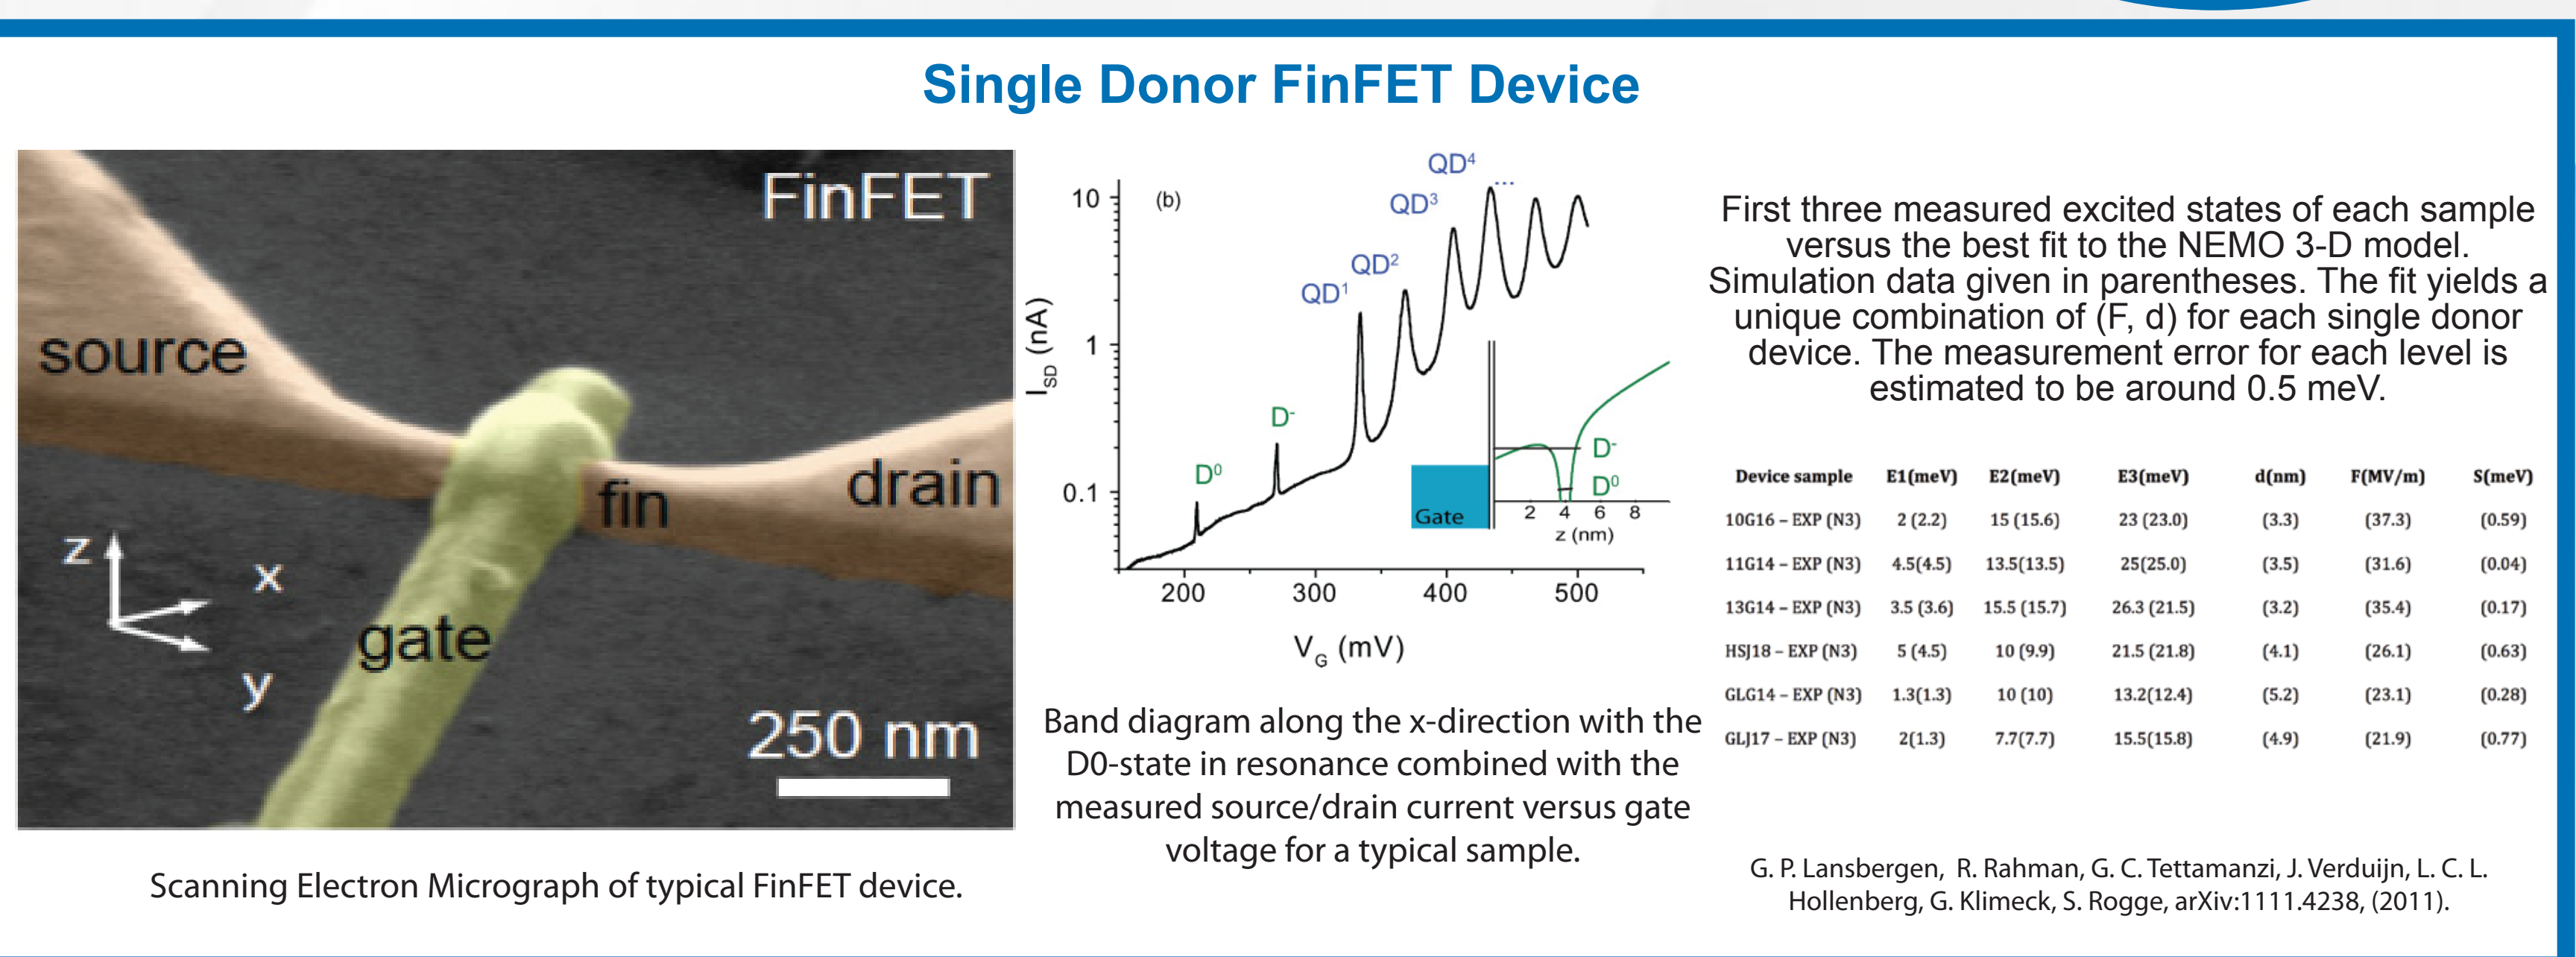 Single Donor FinFET Device
FinFET
source
fin
drain
z
x
y
gate
250 nm
Scanning Electron Micrograph of typical FinFET device.
(b)
I_SD (nA)
10
1
0.1
D⁰
D⁻
QD¹
QD²
QD³
QD⁴
...
D⁻
D⁰
Gate
2 4 6 8
z (nm)
200 300 400 500
V_G (mV)
Band diagram along the x-direction with the
D0-state in resonance combined with the
measured source/drain current versus gate
voltage for a typical sample.
First three measured excited states of each sample
versus the best fit to the NEMO 3-D model.
Simulation data given in parentheses. The fit yields a
unique combination of (F, d) for each single donor
device. The measurement error for each level is
estimated to be around 0.5 meV.
Device sample E1(meV) E2(meV) E3(meV) d(nm) F(MV/m) S(meV)
10G16 – EXP (N3) 2 (2.2) 15 (15.6) 23 (23.0) (3.3) (37.3) (0.59)
11G14 – EXP (N3) 4.5(4.5) 13.5(13.5) 25(25.0) (3.5) (31.6) (0.04)
13G14 – EXP (N3) 3.5 (3.6) 15.5 (15.7) 26.3 (21.5) (3.2) (35.4) (0.17)
HSJ18 – EXP (N3) 5 (4.5) 10 (9.9) 21.5 (21.8) (4.1) (26.1) (0.63)
GLG14 – EXP (N3) 1.3(1.3) 10 (10) 13.2(12.4) (5.2) (23.1) (0.28)
GLJ17 – EXP (N3) 2(1.3) 7.7(7.7) 15.5(15.8) (4.9) (21.9) (0.77)
G. P. Lansbergen, R. Rahman, G. C. Tettamanzi, J. Verduijn, L. C. L.
Hollenberg, G. Klimeck, S. Rogge, arXiv:1111.4238, (2011).